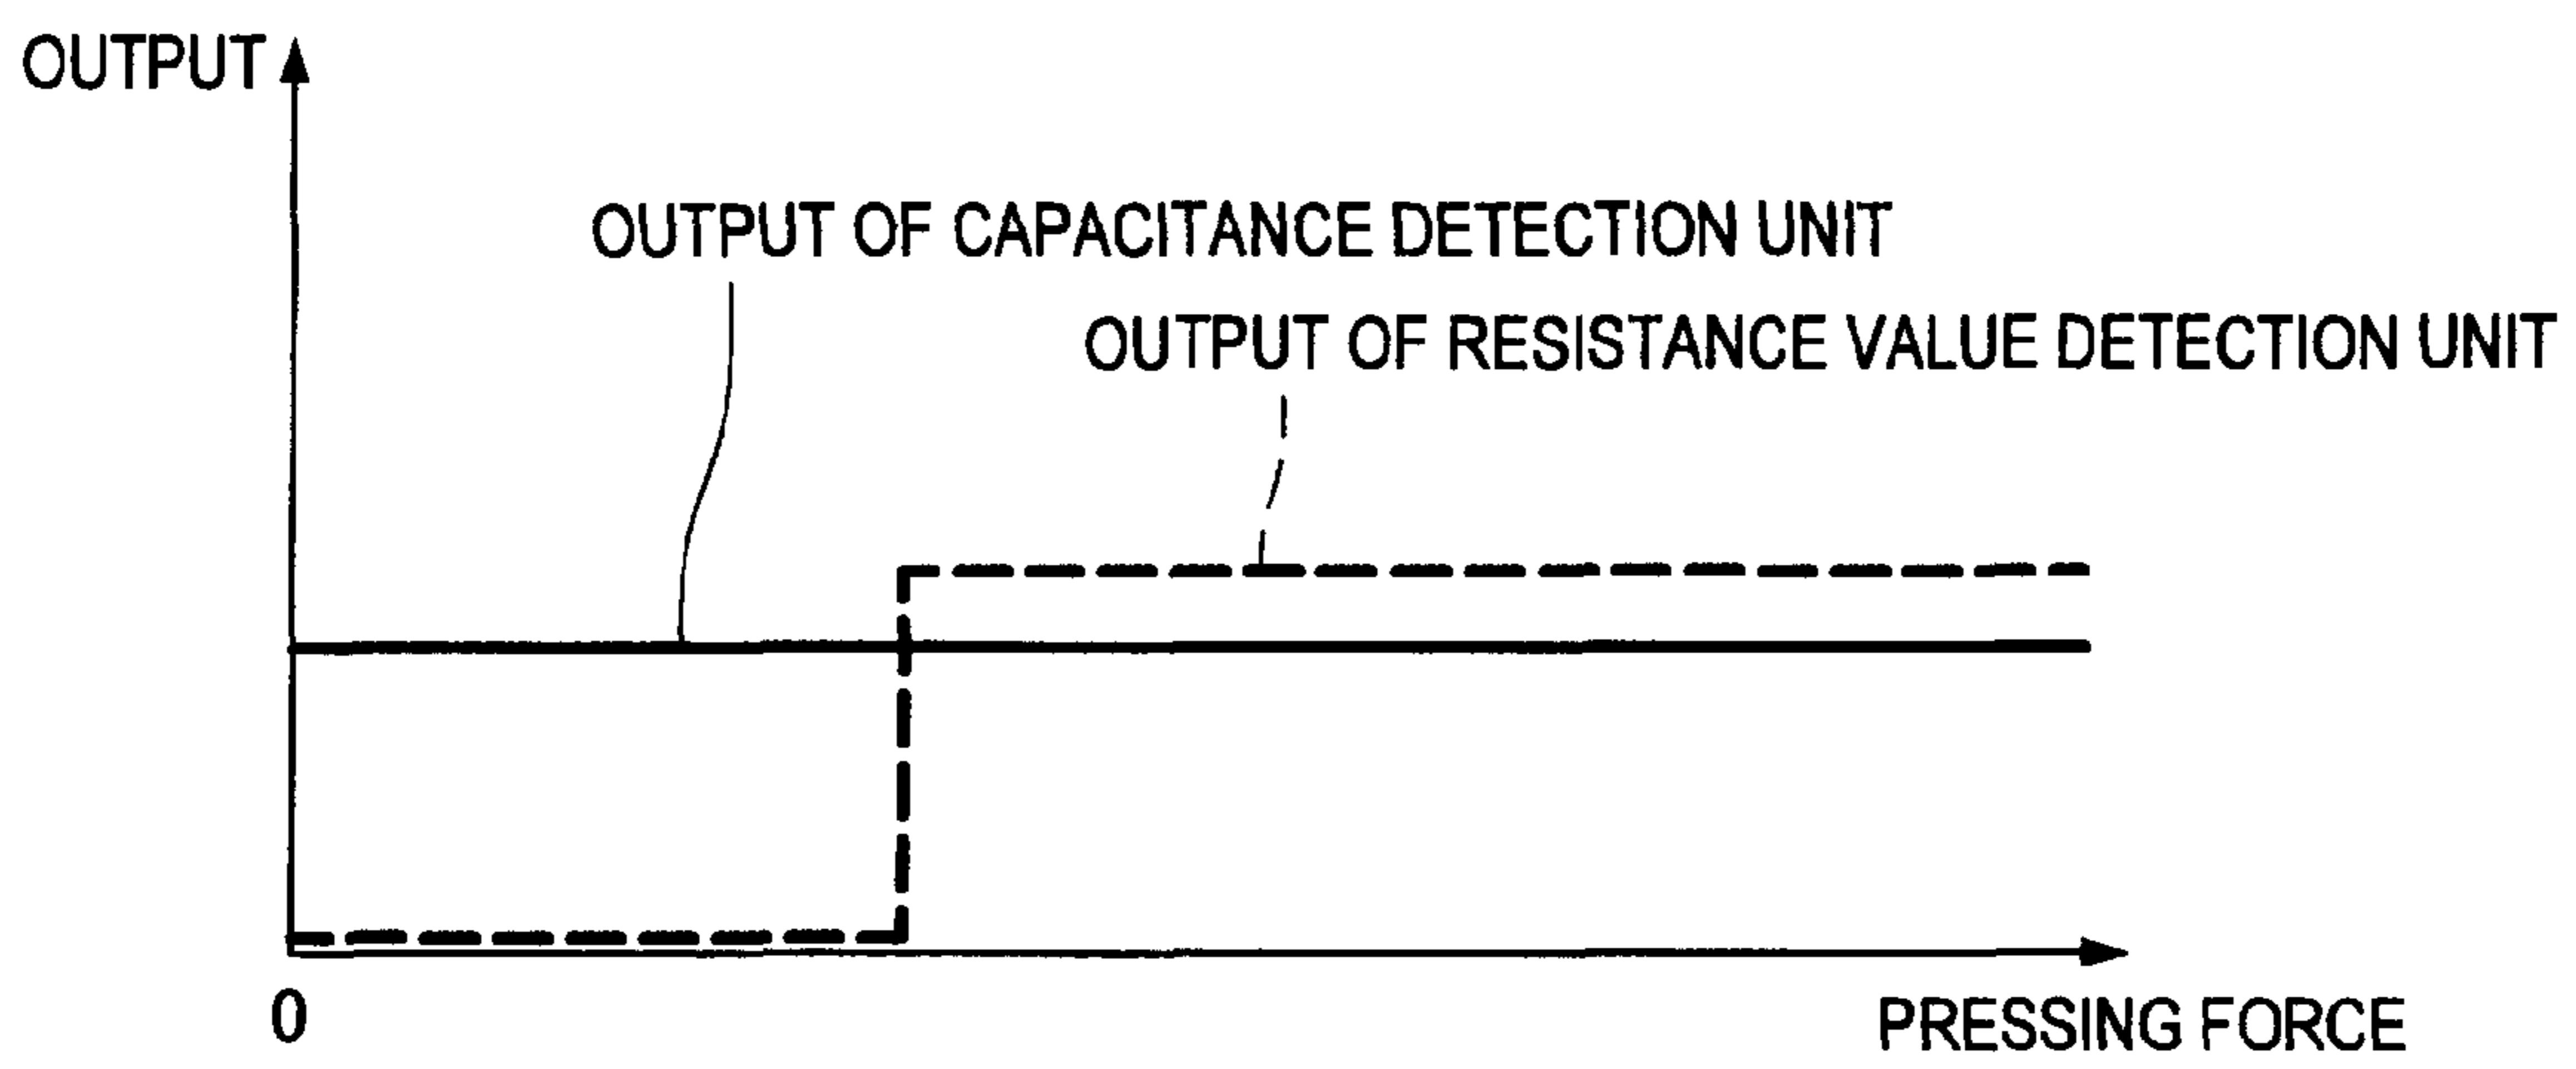 OUTPUT
OUTPUT OF CAPACITANCE DETECTION UNIT
OUTPUT OF RESISTANCE VALUE DETECTION UNIT
0
PRESSING FORCE